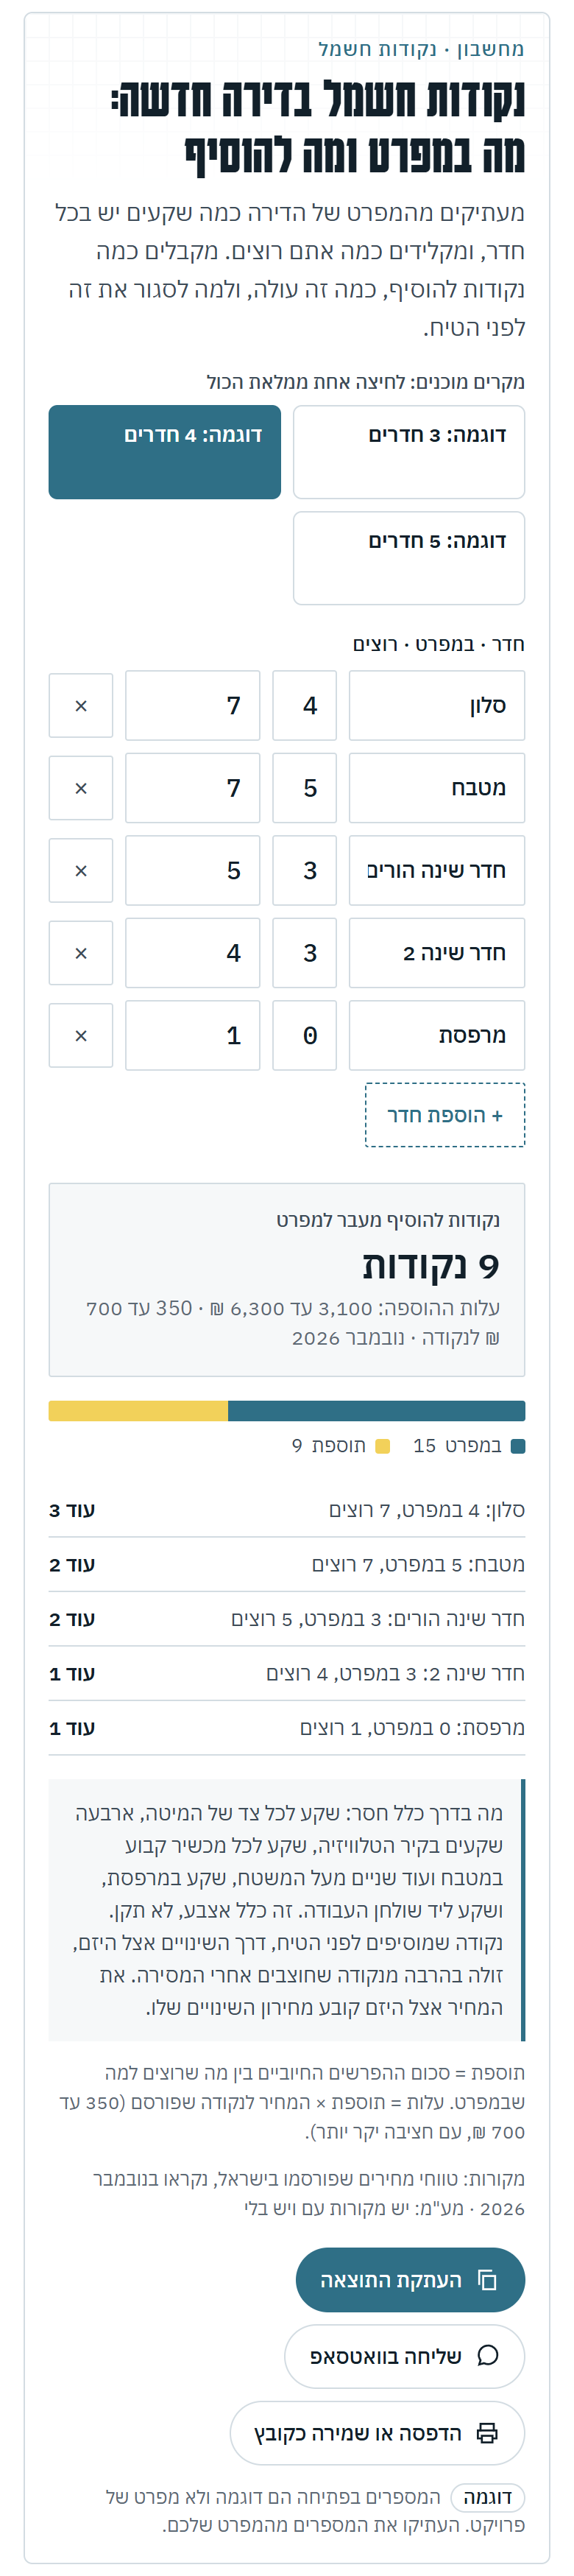 מחשבון · נקודות חשמל
נקודות חשמל בדירה חדשה:
מה במפרט ומה להוסיף
מעתיקים מהמפרט של הדירה כמה שקעים יש בכל
חדר, ומקלידים כמה אתם רוצים. מקבלים כמה
נקודות להוסיף, כמה זה עולה, ולמה לסגור את זה
לפני הטיח.
מקרים מוכנים: לחיצה אחת ממלאת הכול
דוגמה: 3 חדרים
דוגמה: 4 חדרים
דוגמה: 5 חדרים
חדר · במפרט · רוצים
סלון 4 7 ×
מטבח 5 7 ×
חדר שינה הורים 3 5 ×
חדר שינה 2 3 4 ×
מרפסת 0 1 ×
+ הוספת חדר
נקודות להוסיף מעבר למפרט
9 נקודות
עלות ההוספה: 3,100 עד 6,300 ₪ · 350 עד 700
₪ לנקודה · נובמבר 2026
במפרט 15 תוספת 9
סלון: 4 במפרט, 7 רוצים עוד 3
מטבח: 5 במפרט, 7 רוצים עוד 2
חדר שינה הורים: 3 במפרט, 5 רוצים עוד 2
חדר שינה 2: 3 במפרט, 4 רוצים עוד 1
מרפסת: 0 במפרט, 1 רוצים עוד 1
מה בדרך כלל חסר: שקע לכל צד של המיטה, ארבעה
שקעים בקיר הטלוויזיה, שקע לכל מכשיר קבוע
במטבח ועוד שניים מעל המשטח, שקע במרפסת,
ושקע ליד שולחן העבודה. זה כלל אצבע, לא תקן.
נקודה שמוסיפים לפני הטיח, דרך השינויים אצל היזם,
זולה בהרבה מנקודה שחוצבים אחרי המסירה. את
המחיר אצל היזם קובע מחירון השינויים שלו.
תוספת = סכום ההפרשים החיוביים בין מה שרוצים למה
שבמפרט. עלות = תוספת × המחיר לנקודה שפורסם (350 עד
700 ₪, עם חציבה יקר יותר).
מקורות: טווחי מחירים שפורסמו בישראל, נקראו בנובמבר
2026 · מע"מ: יש מקורות עם ויש בלי
העתקת התוצאה
שליחה בוואטסאפ
הדפסה או שמירה כקובץ
דוגמה המספרים בפתיחה הם דוגמה ולא מפרט של
פרויקט. העתיקו את המספרים מהמפרט שלכם.